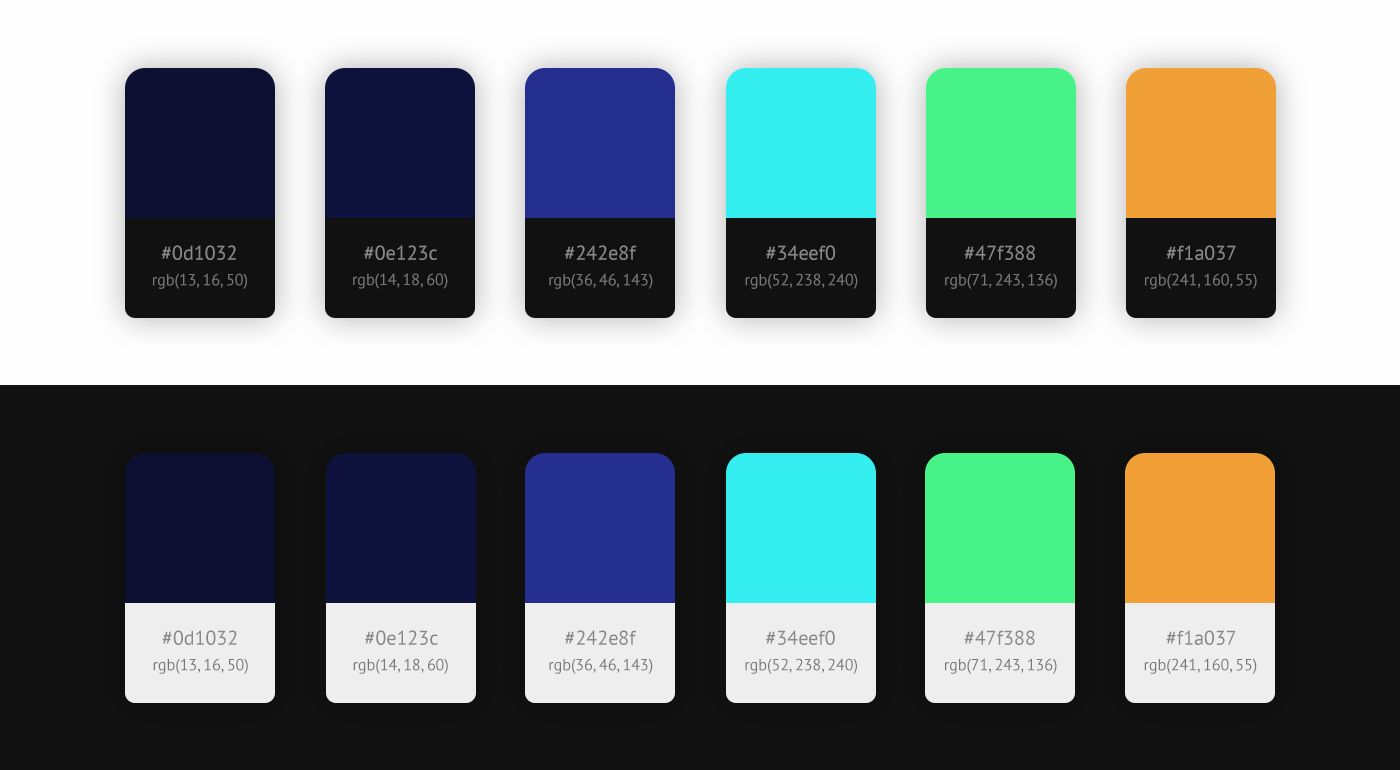 #0d1032
rgb(13, 16, 50)
#0e123c
rgb(14, 18, 60)
#242e8f
rgb(36, 46, 143)
#34eef0
rgb(52, 238, 240)
#47f388
rgb(71, 243, 136)
#f1a037
rgb(241, 160, 55)
#0d1032
rgb(13, 16, 50)
#0e123c
rgb(14, 18, 60)
#242e8f
rgb(36, 46, 143)
#34eef0
rgb(52, 238, 240)
#47f388
rgb(71, 243, 136)
#f1a037
rgb(241, 160, 55)